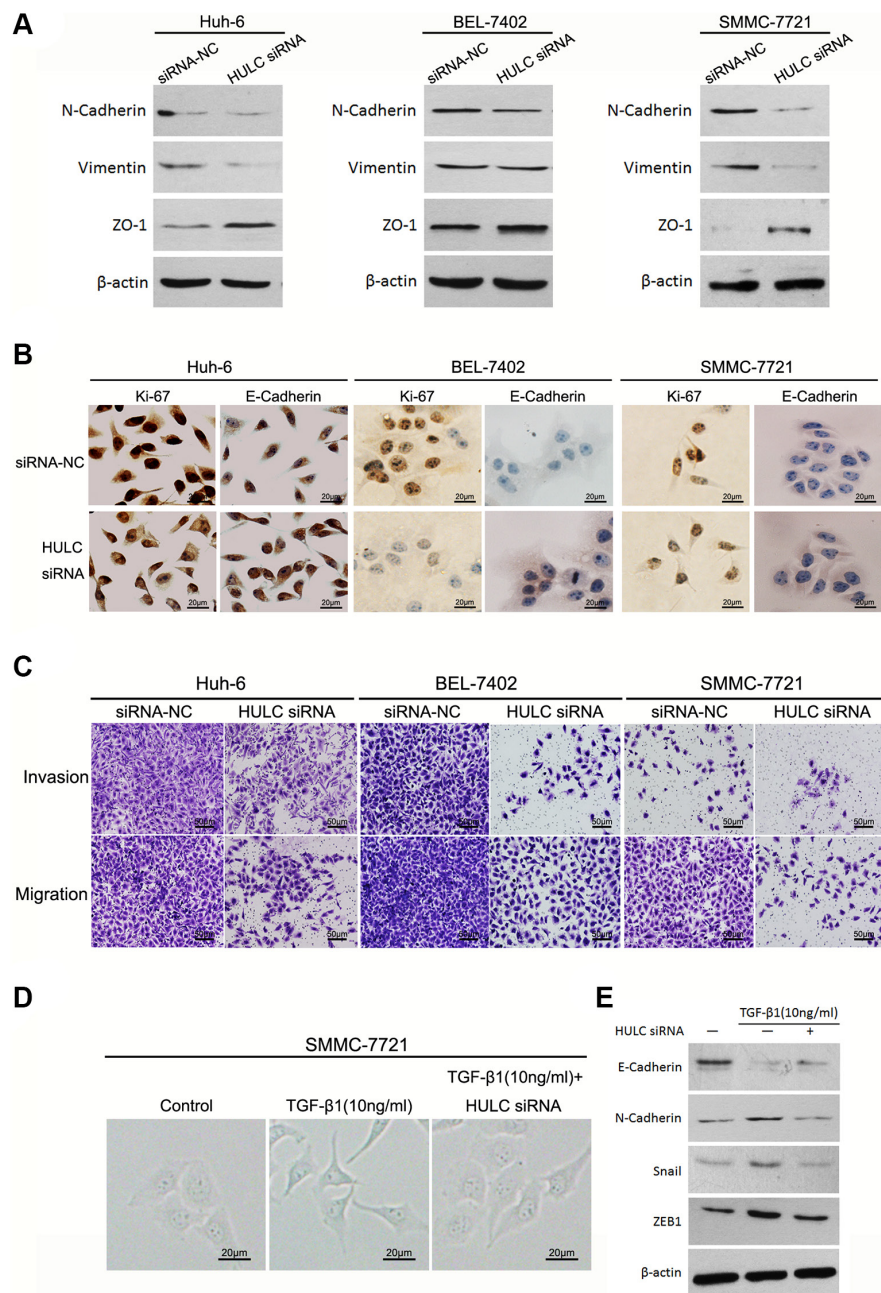 A
Huh-6
BEL-7402
SMMC-7721
siRNA-NC
HULC siRNA
siRNA-NC
HULC siRNA
siRNA-NC
HULC siRNA
N-Cadherin
N-Cadherin
N-Cadherin
Vimentin
Vimentin
Vimentin
ZO-1
ZO-1
ZO-1
β-actin
β-actin
β-actin
B
Huh-6
BEL-7402
SMMC-7721
Ki-67
E-Cadherin
Ki-67
E-Cadherin
Ki-67
E-Cadherin
siRNA-NC
20μm
20μm
20μm
20μm
20μm
20μm
HULC
siRNA
20μm
20μm
20μm
20μm
20μm
20μm
C
Huh-6
BEL-7402
SMMC-7721
siRNA-NC
HULC siRNA
siRNA-NC
HULC siRNA
siRNA-NC
HULC siRNA
Invasion
50μm
50μm
50μm
50μm
50μm
50μm
Migration
50μm
50μm
50μm
50μm
50μm
50μm
D
SMMC-7721
Control
TGF-β1(10ng/ml)
TGF-β1(10ng/ml)+
HULC siRNA
20μm
20μm
20μm
E
TGF-β1(10ng/ml)
HULC siRNA — — +
E-Cadherin
N-Cadherin
Snail
ZEB1
β-actin